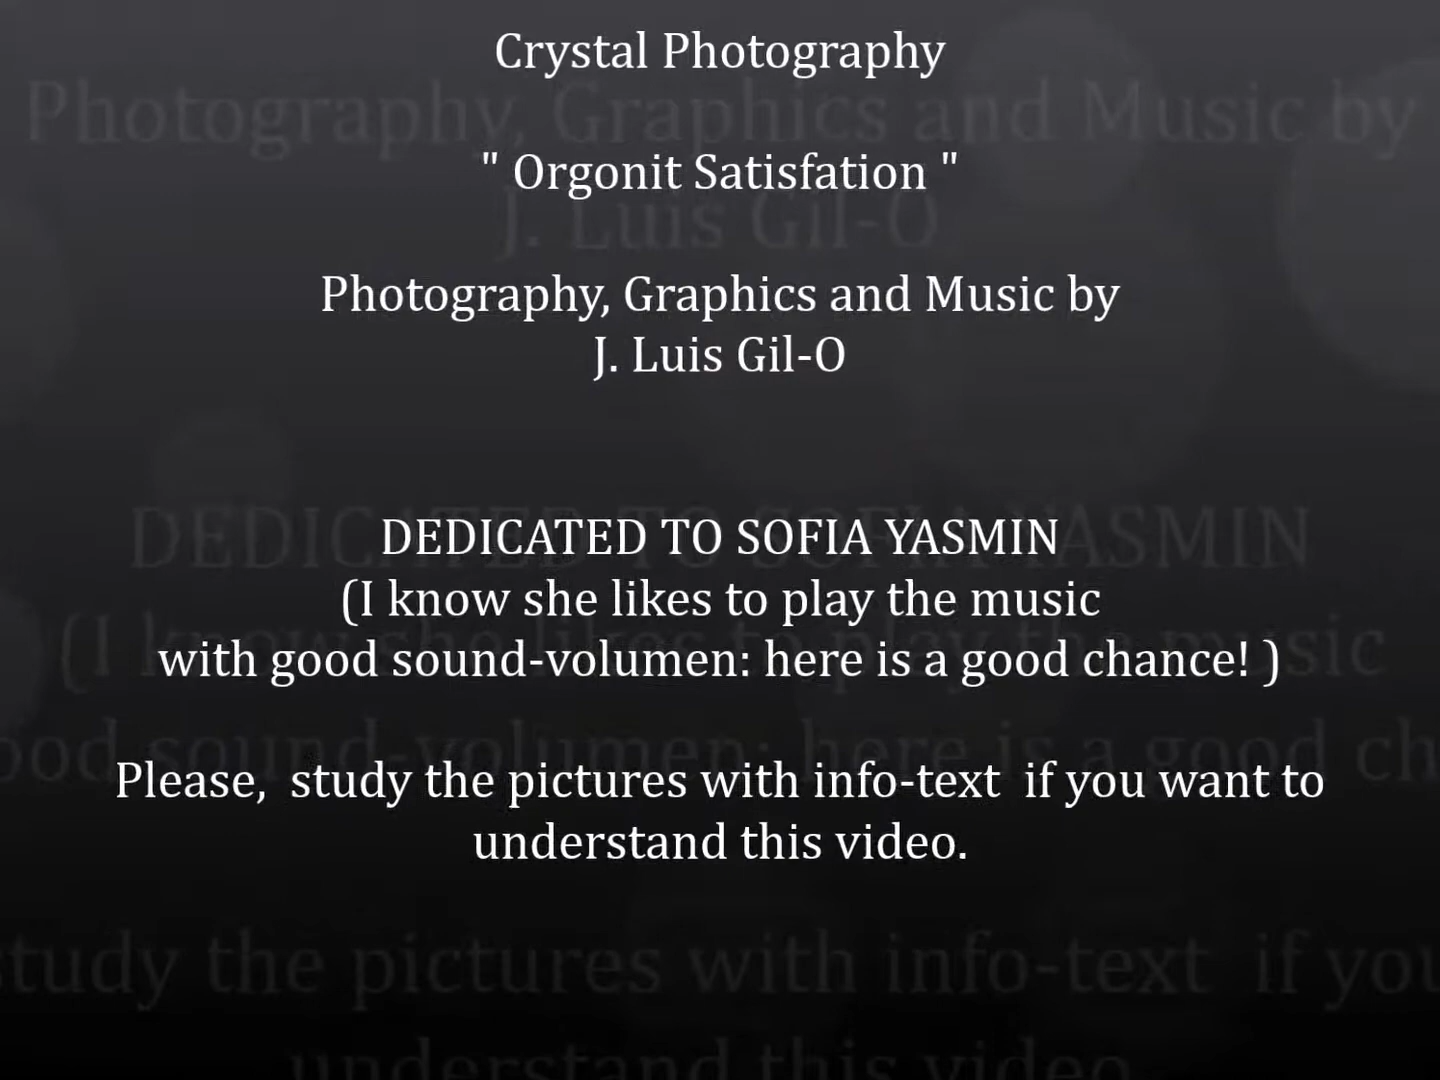 Crystal Photography
" Orgonit Satisfation "
Photography, Graphics and Music by
J. Luis Gil-O
DEDICATED TO SOFIA YASMIN
(I know she likes to play the music
with good sound-volumen: here is a good chance! )
Please,  study the pictures with info-text  if you want to
understand this video.